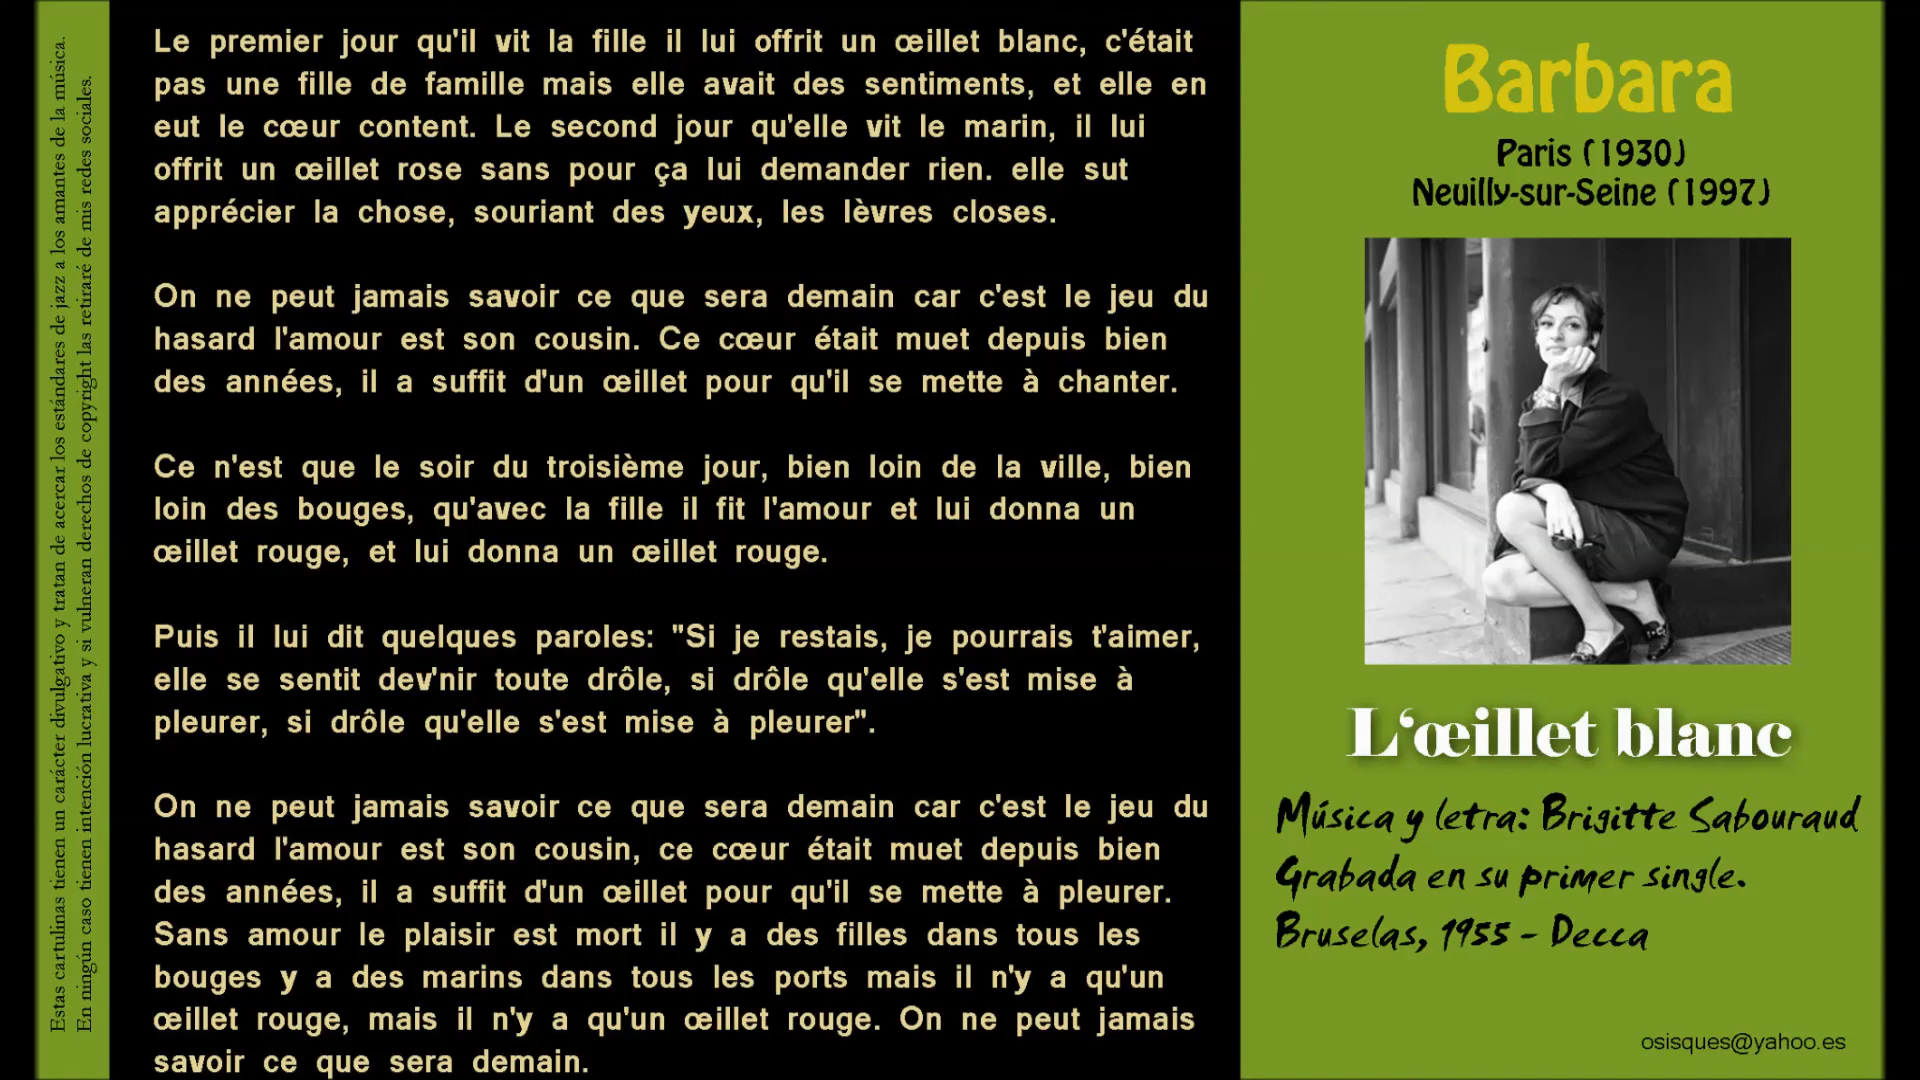 Estas cartulinas tienen un carácter divulgativo y tratan de acercar los estándares de jazz a los amantes de la música.
En ningún caso tienen intención lucrativa y si vulneran derechos de copyright las retiraré de mis redes sociales.
Le premier jour qu'il vit la fille il lui offrit un œillet blanc, c'était
pas une fille de famille mais elle avait des sentiments, et elle en
eut le cœur content. Le second jour qu'elle vit le marin, il lui
offrit un œillet rose sans pour ça lui demander rien. elle sut
apprécier la chose, souriant des yeux, les lèvres closes.
On ne peut jamais savoir ce que sera demain car c'est le jeu du
hasard l'amour est son cousin. Ce cœur était muet depuis bien
des années, il a suffit d'un œillet pour qu'il se mette à chanter.
Ce n'est que le soir du troisième jour, bien loin de la ville, bien
loin des bouges, qu'avec la fille il fit l'amour et lui donna un
œillet rouge, et lui donna un œillet rouge.
Puis il lui dit quelques paroles: "Si je restais, je pourrais t'aimer,
elle se sentit dev'nir toute drôle, si drôle qu'elle s'est mise à
pleurer, si drôle qu'elle s'est mise à pleurer".
On ne peut jamais savoir ce que sera demain car c'est le jeu du
hasard l'amour est son cousin, ce cœur était muet depuis bien
des années, il a suffit d'un œillet pour qu'il se mette à pleurer.
Sans amour le plaisir est mort il y a des filles dans tous les
bouges y a des marins dans tous les ports mais il n'y a qu'un
œillet rouge, mais il n'y a qu'un œillet rouge. On ne peut jamais
savoir ce que sera demain.
Barbara
Paris (1930)
Neuilly-sur-Seine (1997)
L'œillet blanc
Música y letra: Brigitte Sabouraud
Grabada en su primer single.
Bruselas, 1955 - Decca
osisques@yahoo.es